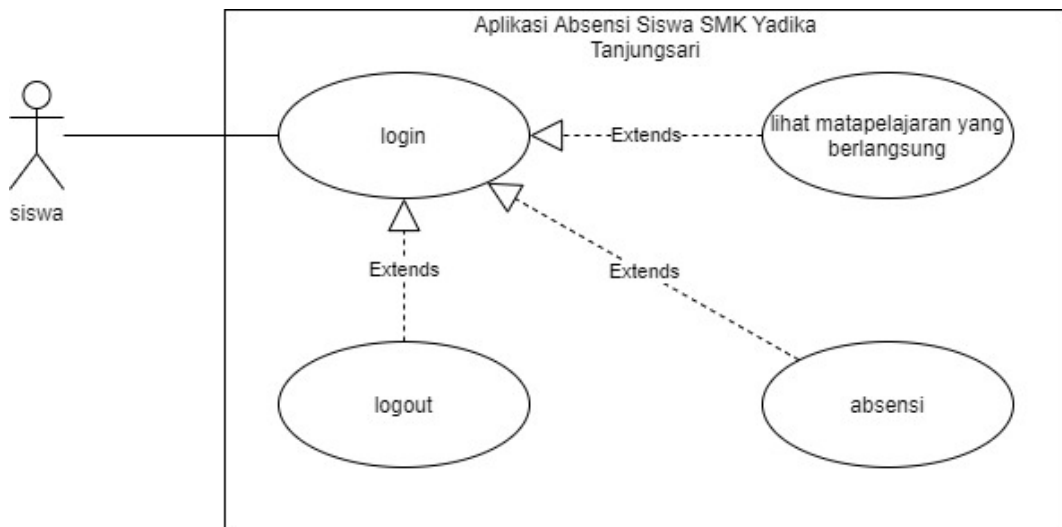 Aplikasi Absensi Siswa SMK Yadika
Tanjungsari
login
Extends
lihat matapelajaran yang
berlangsung
siswa
Extends
Extends
logout
absensi